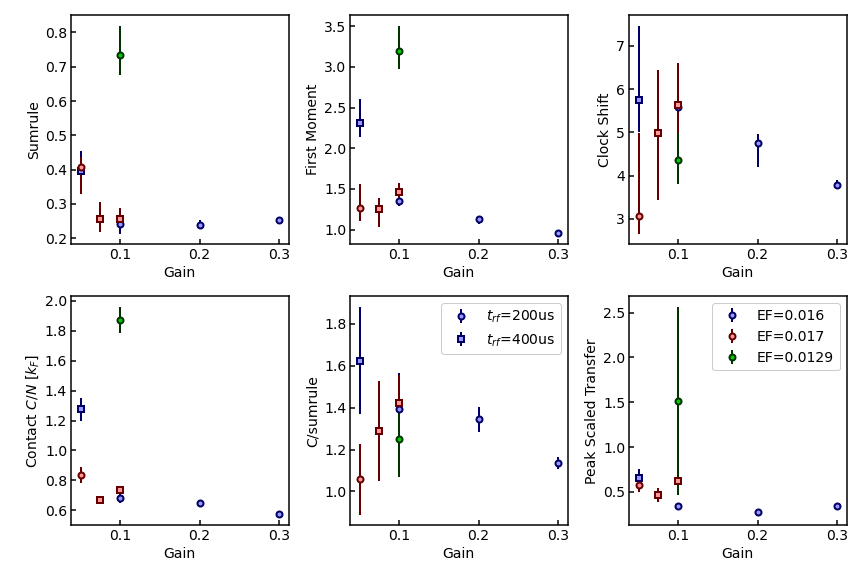 0.8
0.7
0.6
0.5
0.4
0.3
0.2
Sumrule
0.1 0.2 0.3
Gain
3.5
3.0
2.5
2.0
1.5
1.0
First Moment
0.1 0.2 0.3
Gain
7
6
5
4
3
Clock Shift
0.1 0.2 0.3
Gain
2.0
1.8
1.6
1.4
1.2
1.0
0.8
0.6
Contact C/N [k_F]
0.1 0.2 0.3
Gain
1.8
1.6
1.4
1.2
1.0
C/sumrule
t_rf=200us
t_rf=400us
0.1 0.2 0.3
Gain
2.5
2.0
1.5
1.0
0.5
Peak Scaled Transfer
EF=0.016
EF=0.017
EF=0.0129
0.1 0.2 0.3
Gain